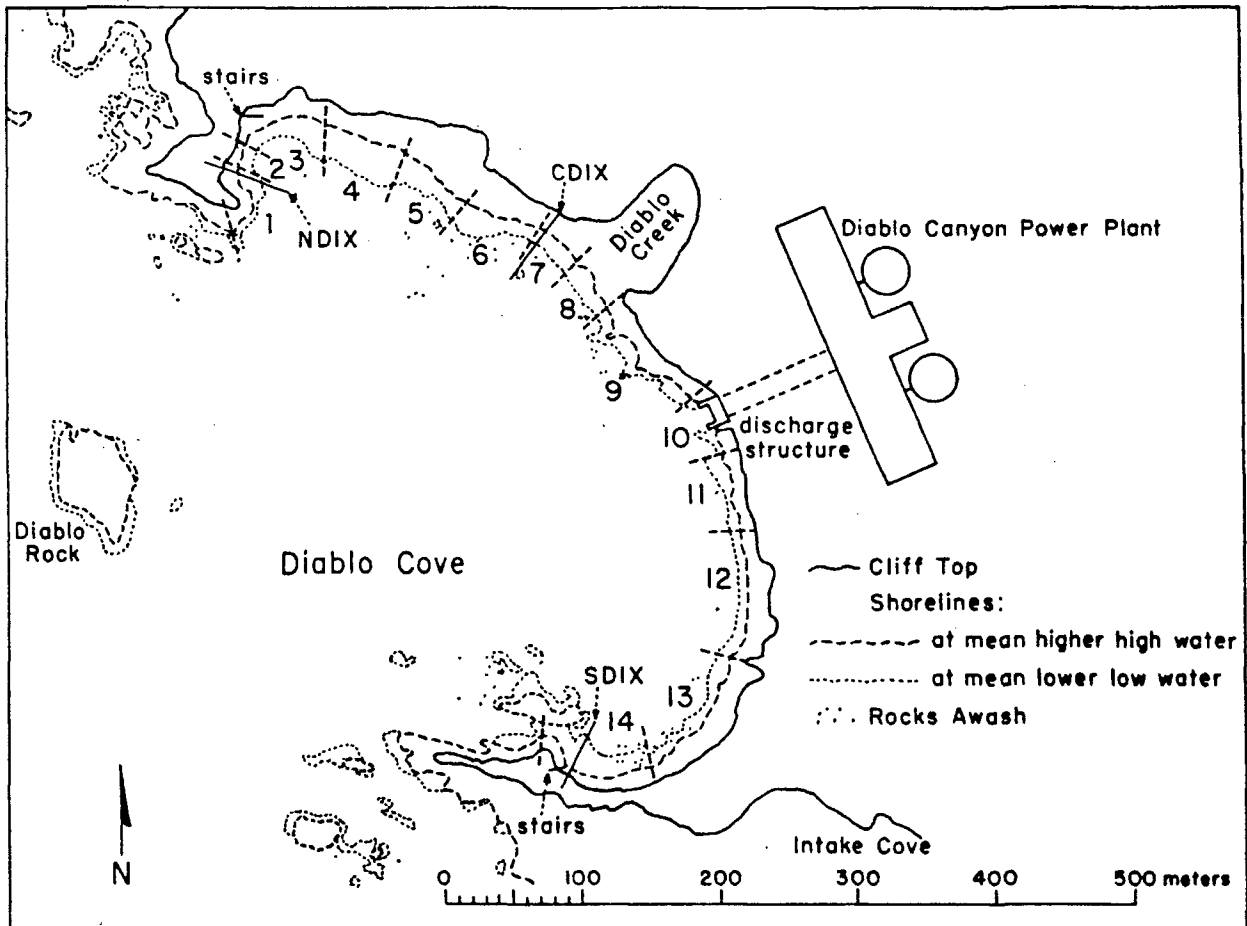 stairs
CDIX
Diablo Creek
Diablo Canyon Power Plant
1
2
3
4
5
6
7
8
9
10
11
12
13
14
NDIX
discharge
structure
Diablo
Rock
Diablo Cove
Cliff Top
Shorelines:
at mean higher high water
at mean lower low water
Rocks Awash
SDIX
stairs
Intake Cove
N
0 100 200 300 400 500 meters